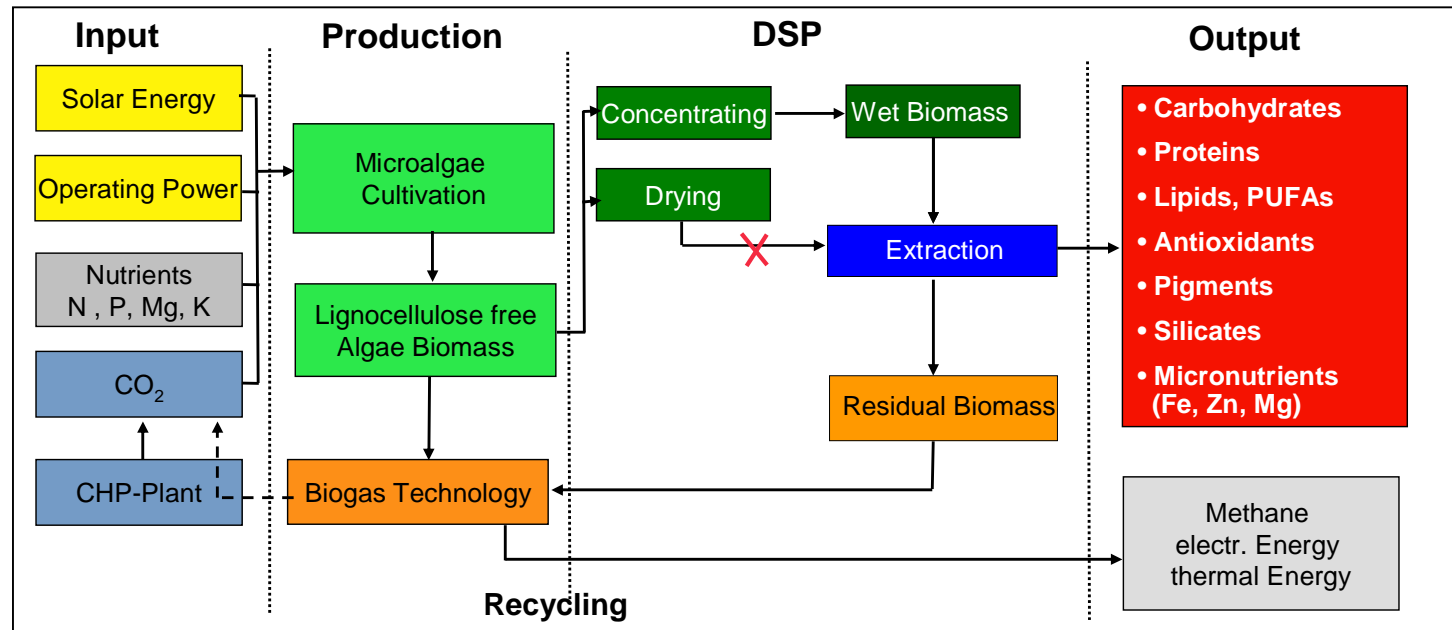 Input
Production
DSP
Output
Solar Energy
Operating Power
Nutrients
N , P, Mg, K
CO₂
CHP-Plant
Microalgae
Cultivation
Lignocellulose free
Algae Biomass
Biogas Technology
Concentrating
Wet Biomass
Drying
Extraction
Residual Biomass
• Carbohydrates
• Proteins
• Lipids, PUFAs
• Antioxidants
• Pigments
• Silicates
• Micronutrients
(Fe, Zn, Mg)
Methane
electr. Energy
thermal Energy
Recycling